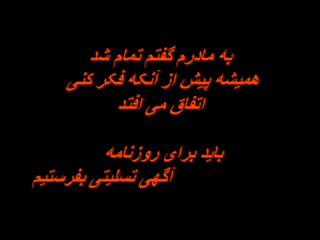 به مادرم گفتم تمام شد
همیشه پیش از آنکه فکر کنی
اتفاق می افتد
باید برای روزنامه
آگهی تسلیتی بفرستیم